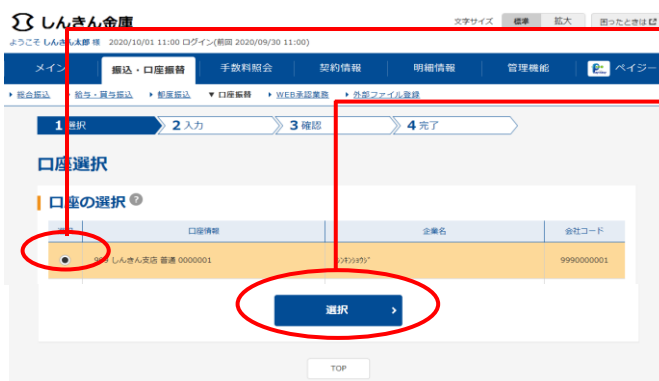 しんきん金庫
文字サイズ 標準 拡大 困ったときは
ようこそ しんきん太郎 様 2020/10/01 11:00 ログイン(前回 2020/09/30 11:00)
メイン 振込・口座振替 手数料照会 契約情報 明細情報 管理機能 ペイジー
総合振込 給与・賞与振込 都度振込 ▼口座振替 WEB承認業務 外部ファイル登録
1 選択 2 入力 3 確認 4 完了
口座選択
口座の選択 ?
口座情報 企業名 会社コード
しんきん支店 普通 0000001 ｼﾝｷﾝｼｮｳｼﾞ 9990000001
選択
TOP